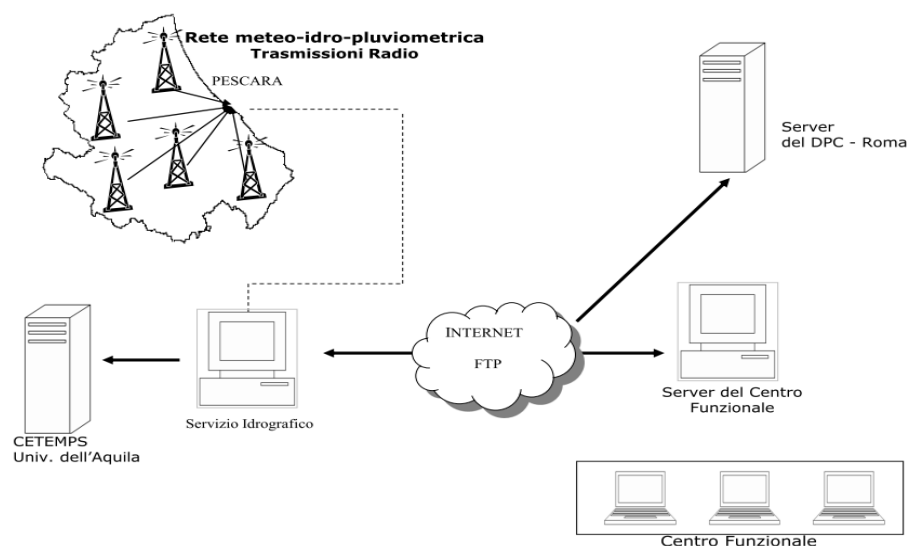 Rete meteo-idro-pluviometrica
Trasmissioni Radio
PESCARA
Server
del DPC - Roma
INTERNET
FTP
Servizio Idrografico
Server del Centro
Funzionale
CETEMPS
Univ. dell'Aquila
Centro Funzionale